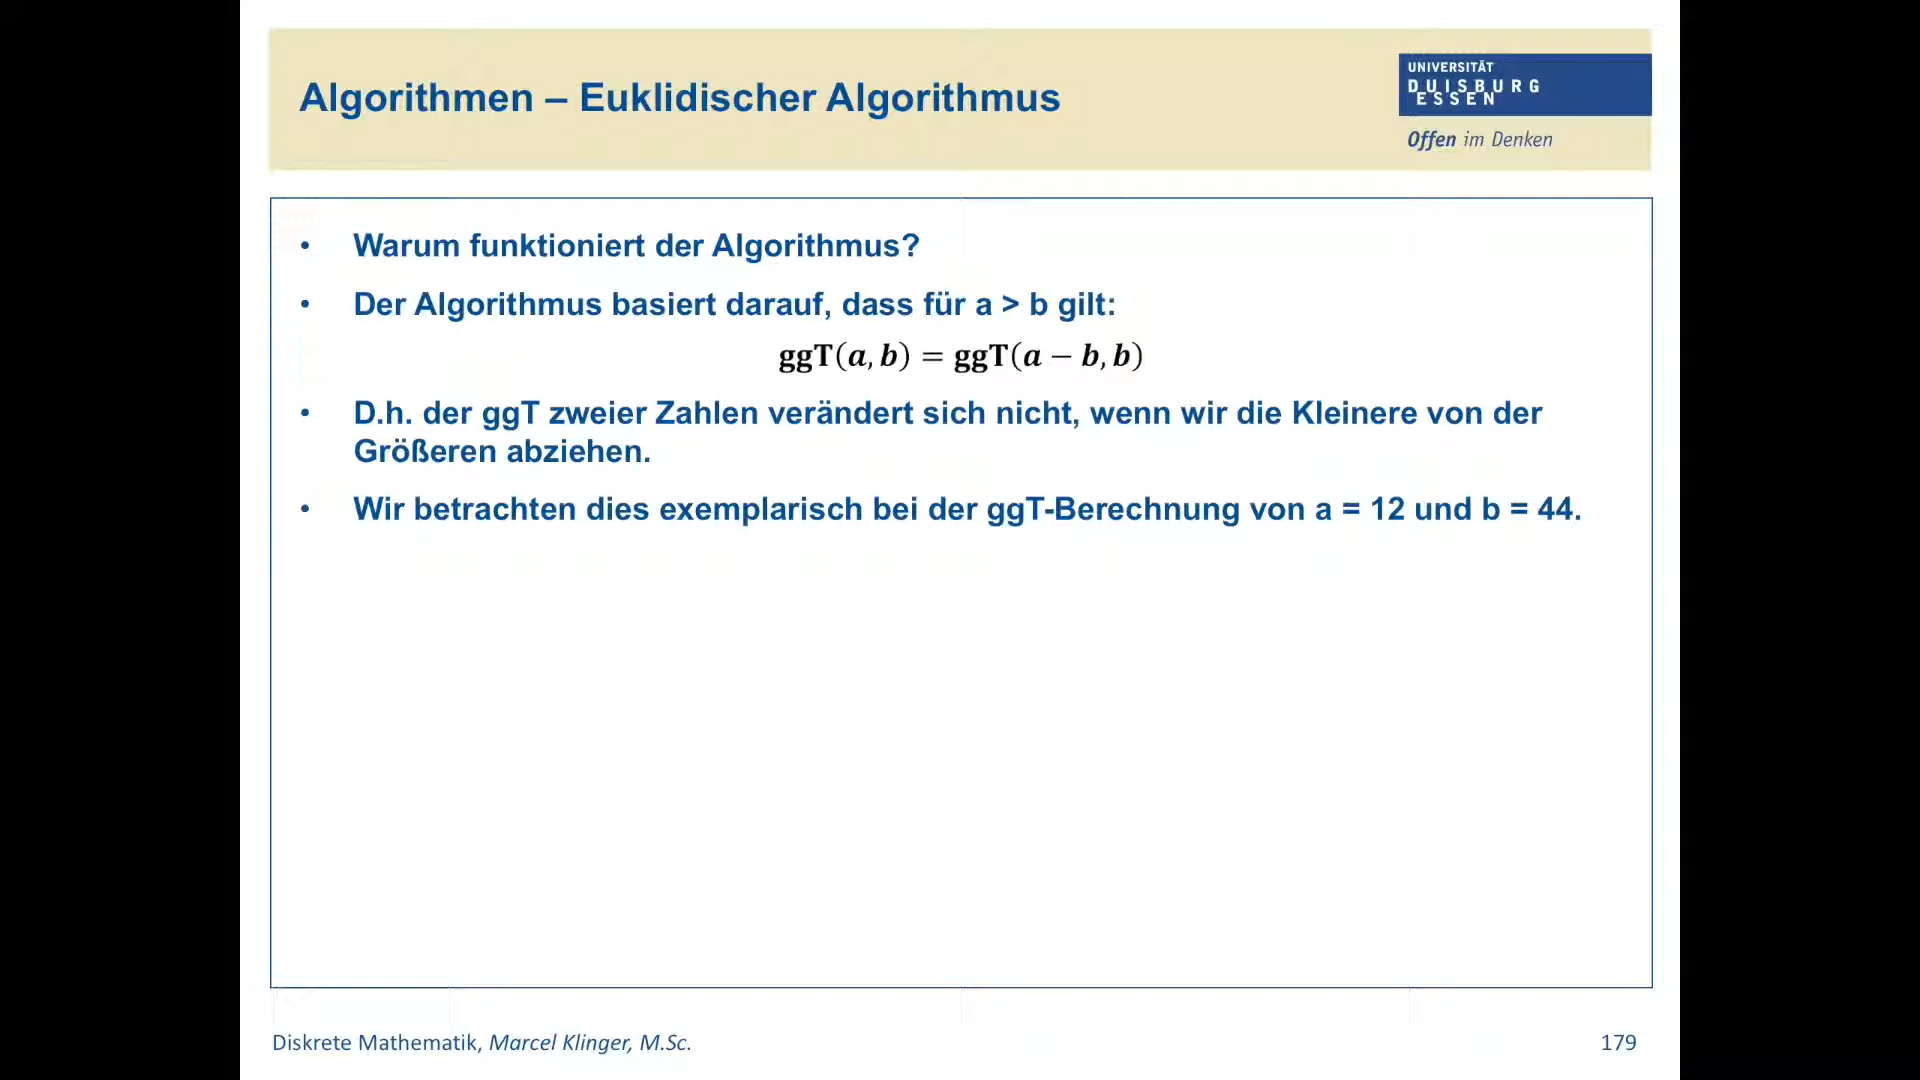 Algorithmen – Euklidischer Algorithmus
UNIVERSITÄT
DUISBURG
ESSEN
Offen im Denken
• Warum funktioniert der Algorithmus?
• Der Algorithmus basiert darauf, dass für a > b gilt:
ggT(a, b) = ggT(a − b, b)
• D.h. der ggT zweier Zahlen verändert sich nicht, wenn wir die Kleinere von der
Größeren abziehen.
• Wir betrachten dies exemplarisch bei der ggT-Berechnung von a = 12 und b = 44.
Diskrete Mathematik, Marcel Klinger, M.Sc.
179